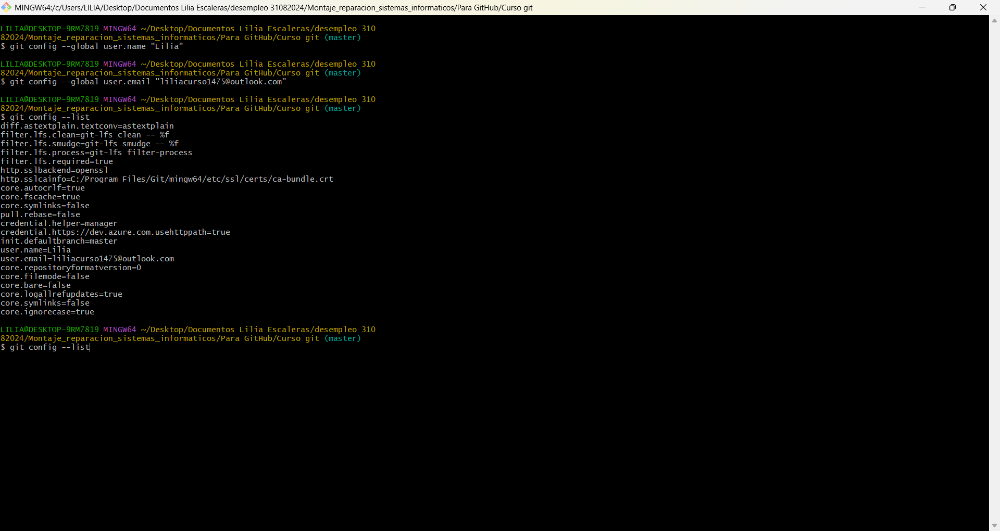 MINGW64:/c/Users/LILIA/Desktop/Documentos Lilia Escaleras/desempleo 31082024/Montaje_reparacion_sistemas_informaticos/Para GitHub/Curso git
LILIA@DESKTOP-9RM7819 MINGW64 ~/Desktop/Documentos Lilia Escaleras/desempleo 310
82024/Montaje_reparacion_sistemas_informaticos/Para GitHub/Curso git (master)
$ git config --global user.name "Lilia"
LILIA@DESKTOP-9RM7819 MINGW64 ~/Desktop/Documentos Lilia Escaleras/desempleo 310
82024/Montaje_reparacion_sistemas_informaticos/Para GitHub/Curso git (master)
$ git config --global user.email "liliacurso1475@outlook.com"
LILIA@DESKTOP-9RM7819 MINGW64 ~/Desktop/Documentos Lilia Escaleras/desempleo 310
82024/Montaje_reparacion_sistemas_informaticos/Para GitHub/Curso git (master)
$ git config --list
diff.astextplain.textconv=astextplain
filter.lfs.clean=git-lfs clean -- %f
filter.lfs.smudge=git-lfs smudge -- %f
filter.lfs.process=git-lfs filter-process
filter.lfs.required=true
http.sslbackend=openssl
http.sslcainfo=C:/Program Files/Git/mingw64/etc/ssl/certs/ca-bundle.crt
core.autocrlf=true
core.fscache=true
core.symlinks=false
pull.rebase=false
credential.helper=manager
credential.https://dev.azure.com.usehttppath=true
init.defaultbranch=master
user.name=Lilia
user.email=liliacurso1475@outlook.com
core.repositoryformatversion=0
core.filemode=false
core.bare=false
core.logallrefupdates=true
core.symlinks=false
core.ignorecase=true
LILIA@DESKTOP-9RM7819 MINGW64 ~/Desktop/Documentos Lilia Escaleras/desempleo 310
82024/Montaje_reparacion_sistemas_informaticos/Para GitHub/Curso git (master)
$ git config --list